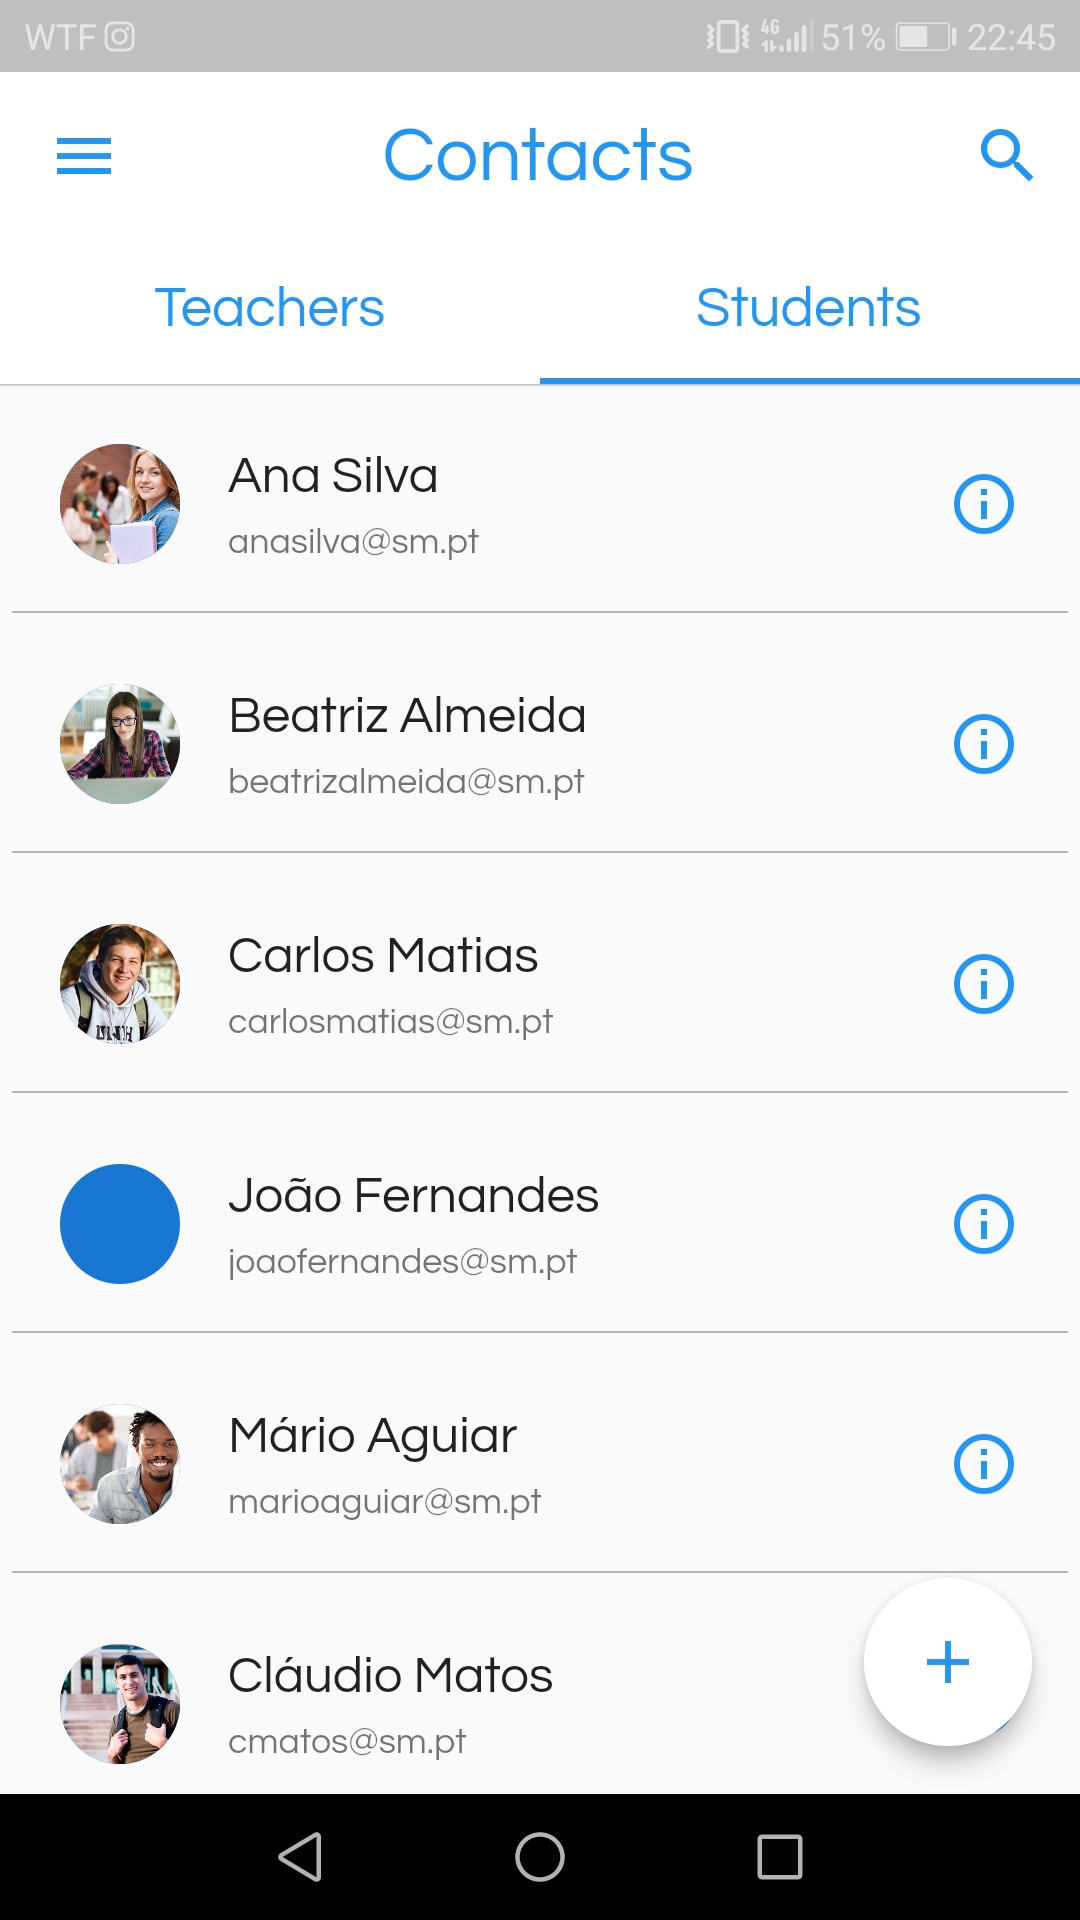 WTF 4G 51% 22:45
Contacts
Teachers Students
Ana Silva
anasilva@sm.pt
Beatriz Almeida
beatrizalmeida@sm.pt
Carlos Matias
carlosmatias@sm.pt
João Fernandes
joaofernandes@sm.pt
Mário Aguiar
marioaguiar@sm.pt
Cláudio Matos
cmatos@sm.pt